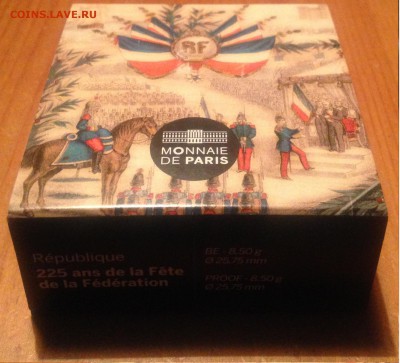 COINS.LAVE.RU
RF
MONNAIE
DE PARIS
République
225 ans de la Fête
de la Fédération
BE - 8,50 g
Ø 25,75 mm
PROOF - 8,50 g
Ø 25,75 mm